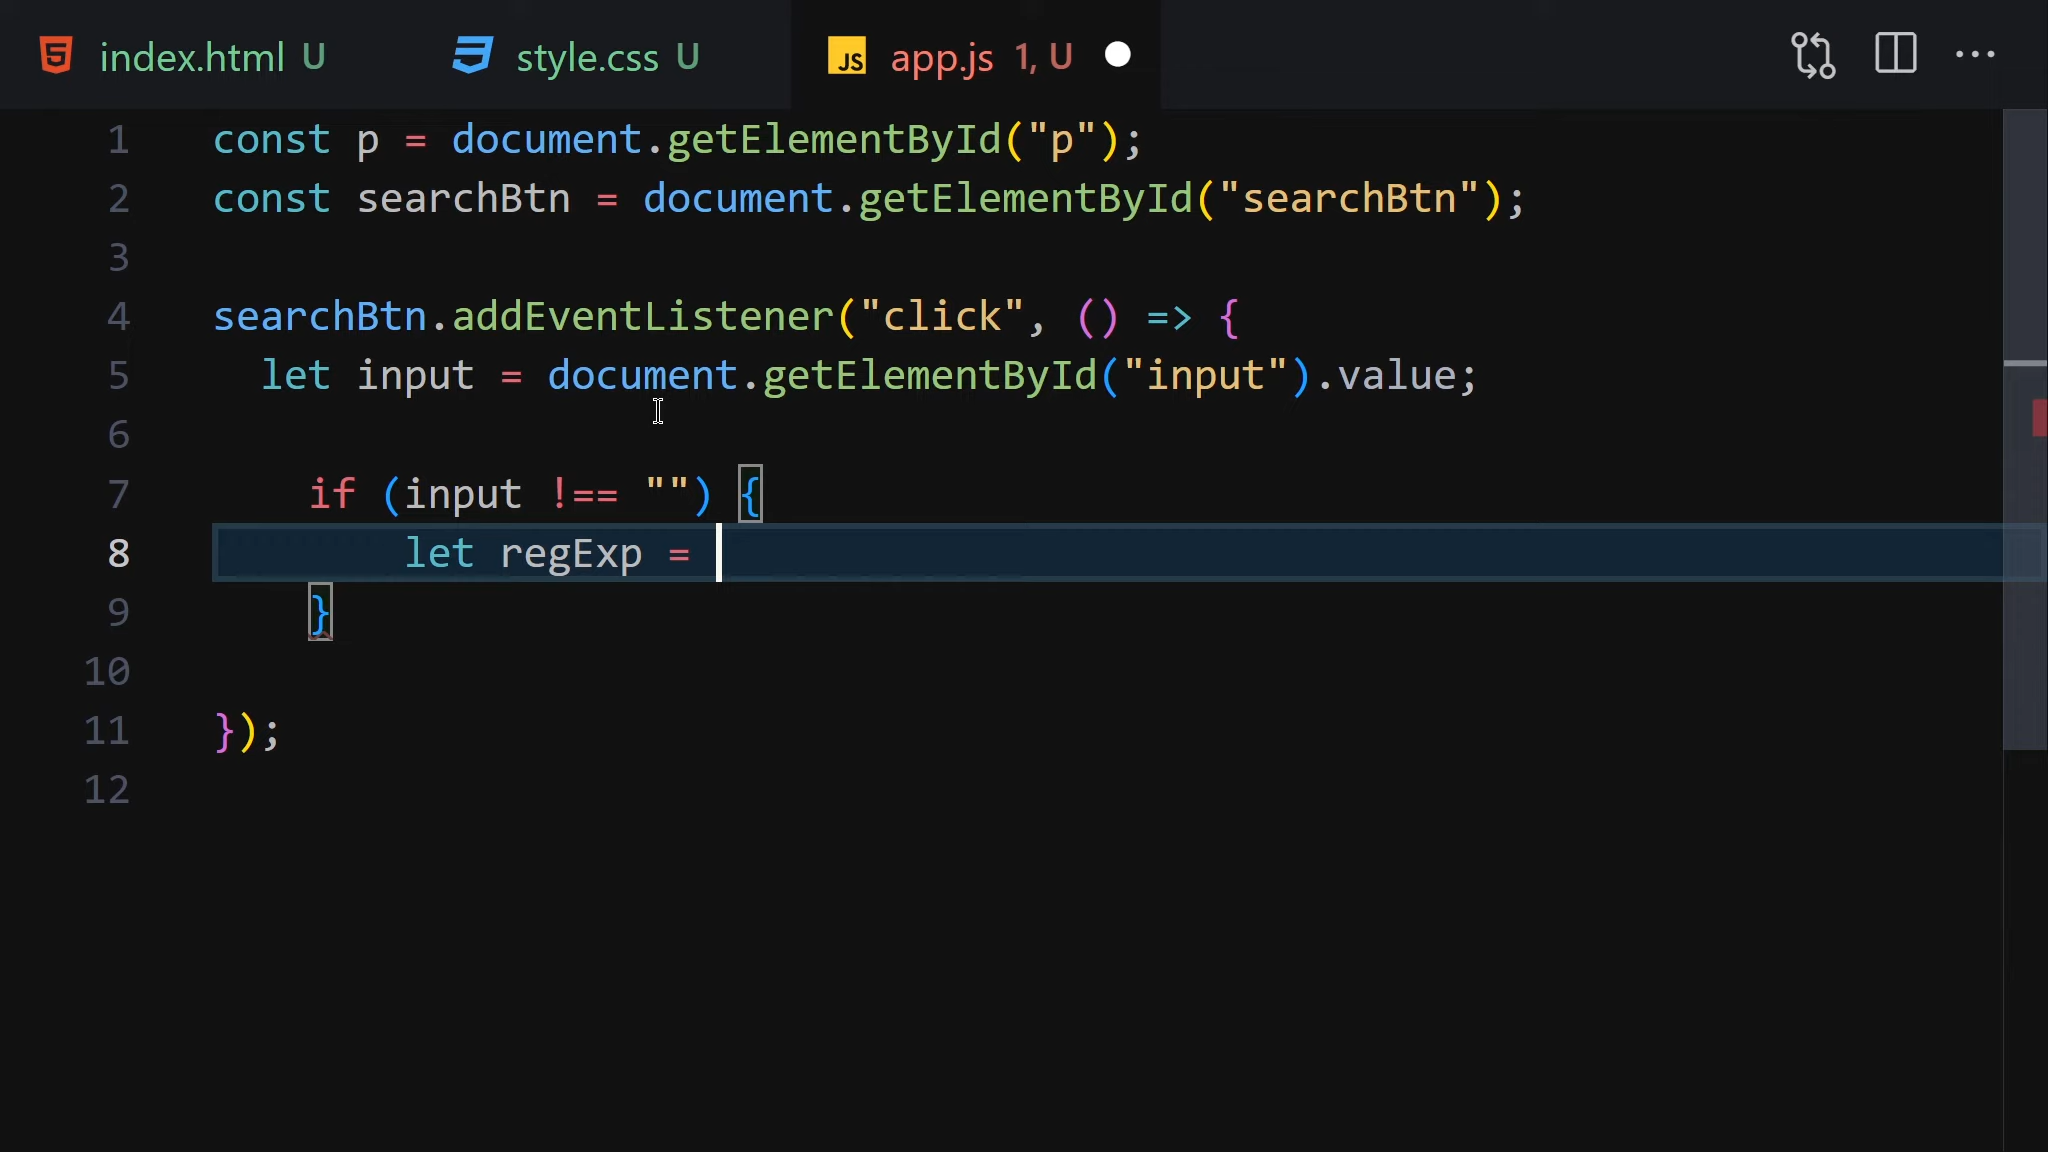 index.html U style.css U JS app.js 1, U
1 const p = document.getElementById("p");
2 const searchBtn = document.getElementById("searchBtn");
3
4 searchBtn.addEventListener("click", () => {
5 let input = document.getElementById("input").value;
6
7 if (input !== "") {
8 let regExp =
9 }
10
11 });
12